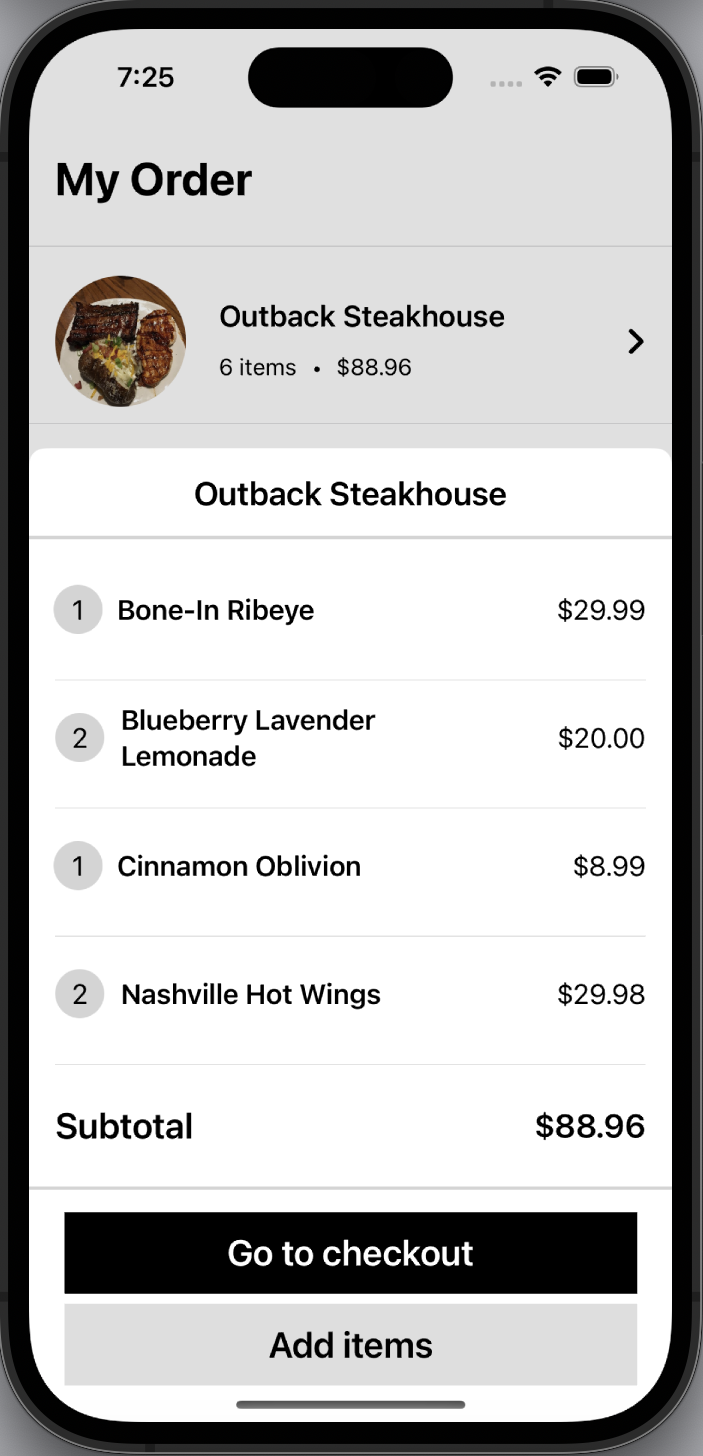 7:25
My Order
Outback Steakhouse
6 items • $88.96
Outback Steakhouse
1 Bone-In Ribeye $29.99
2 Blueberry Lavender
Lemonade $20.00
1 Cinnamon Oblivion $8.99
2 Nashville Hot Wings $29.98
Subtotal $88.96
Go to checkout
Add items